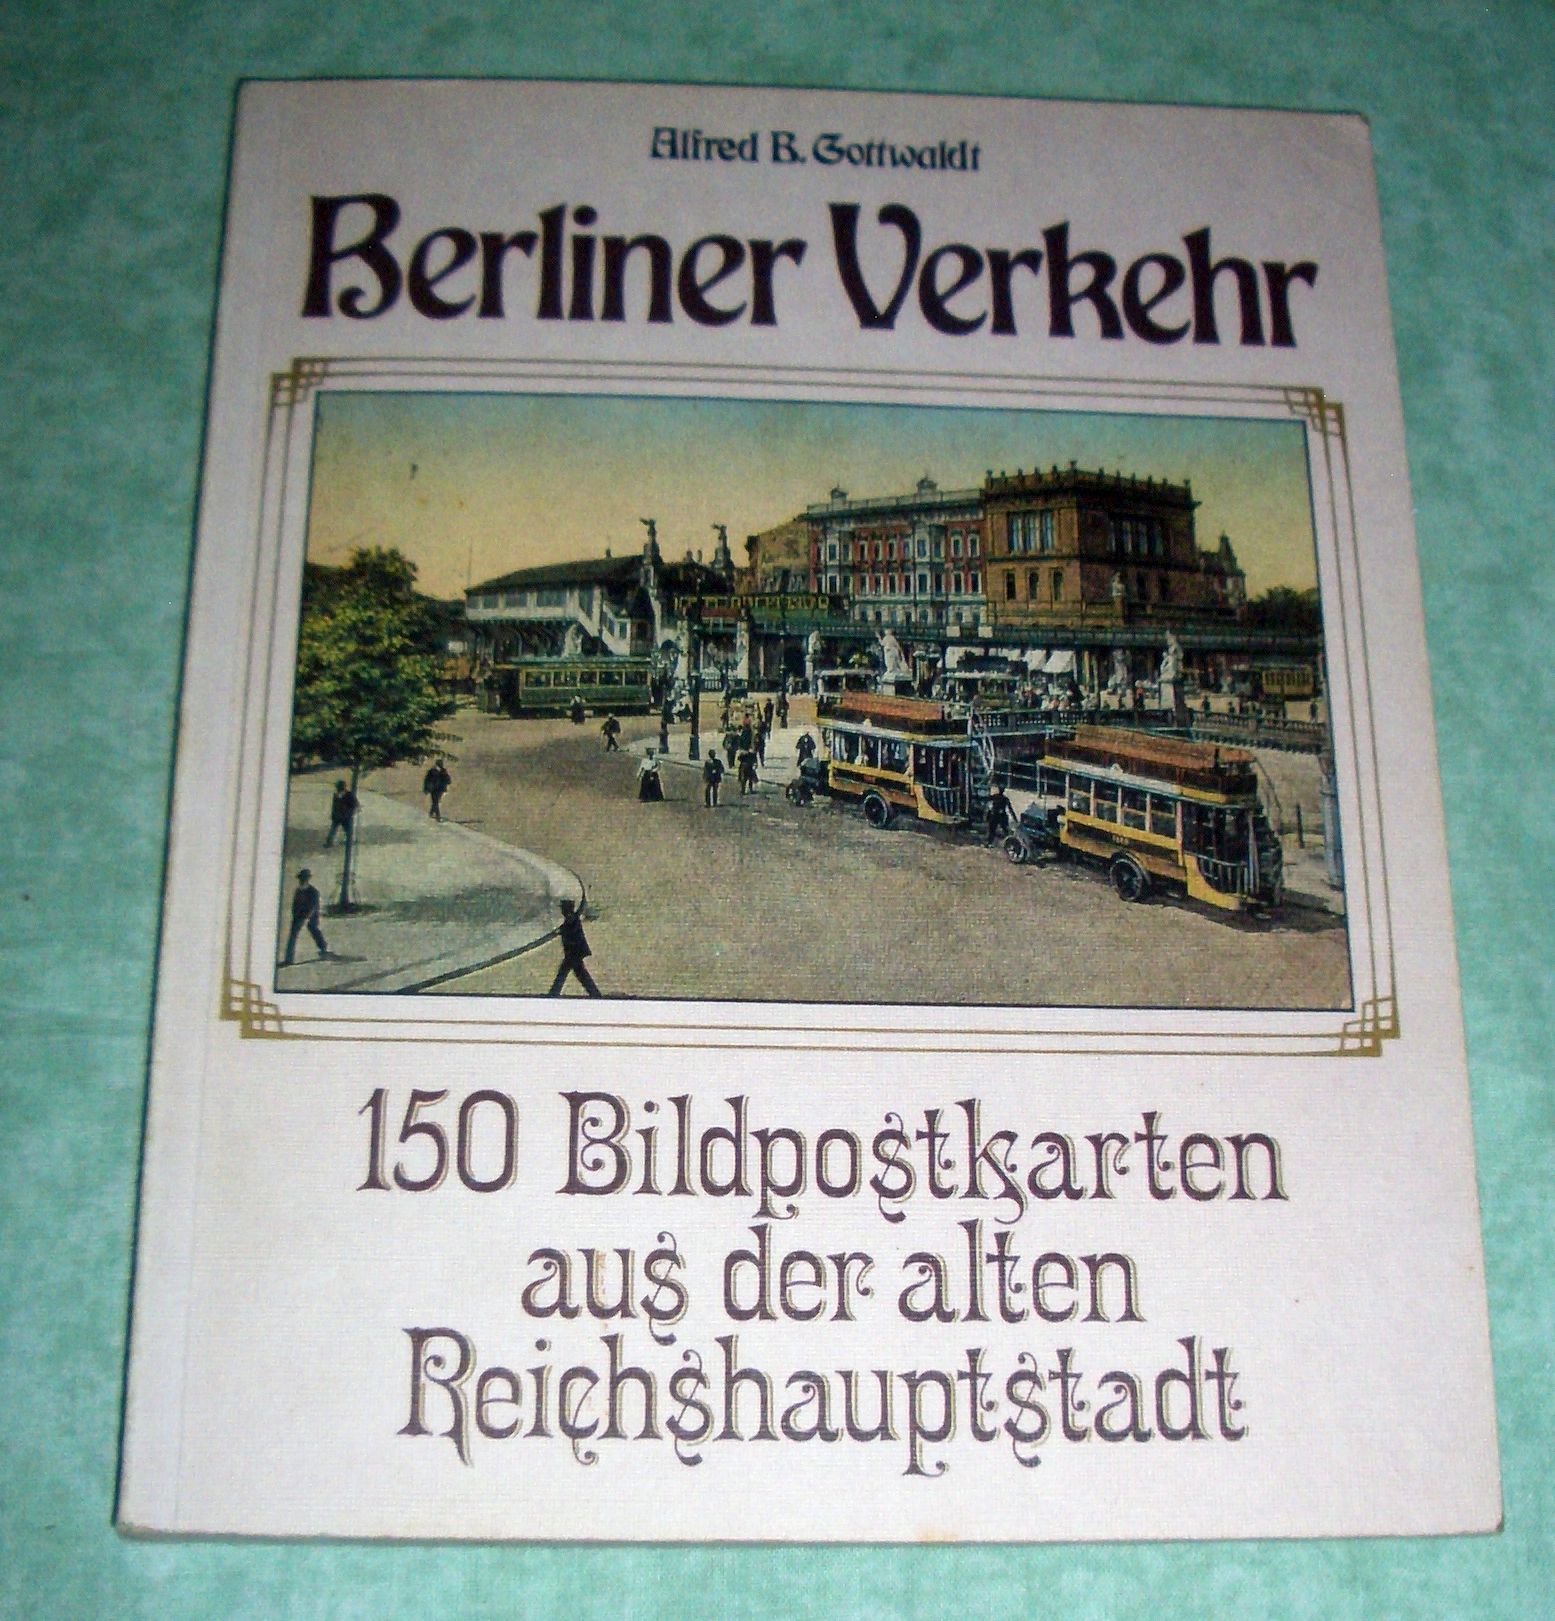 Alfred B. Gottwaldt
Berliner Verkehr
150 Bildpostkarten
aus der alten
Reichshauptstadt